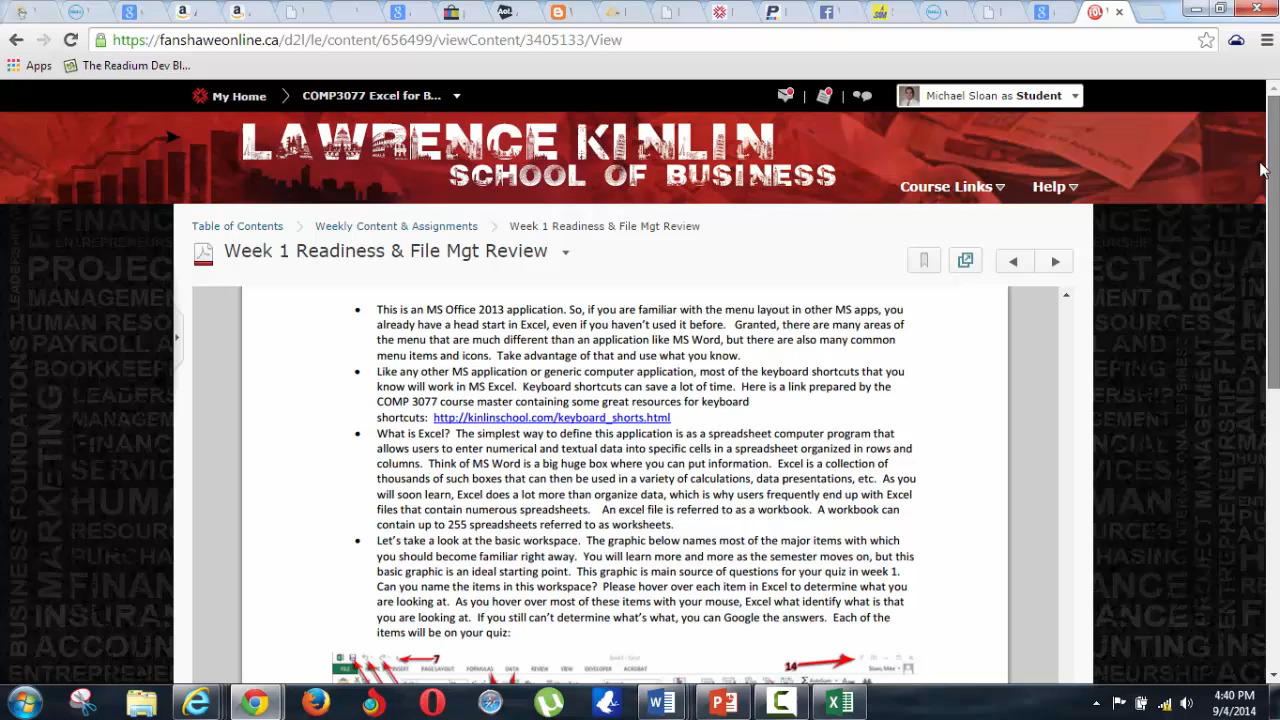 https://fanshaweonline.ca/d2l/le/content/656499/viewContent/3405133/View
Apps The Readium Dev Bl...
My Home COMP3077 Excel for B... Michael Sloan as Student
LAWRENCE KINLIN
SCHOOL OF BUSINESS
Course Links Help
Table of Contents Weekly Content & Assignments Week 1 Readiness & File Mgt Review
Week 1 Readiness & File Mgt Review
• This is an MS Office 2013 application. So, if you are familiar with the menu layout in other MS apps, you
already have a head start in Excel, even if you haven't used it before. Granted, there are many areas of
the menu that are much different than an application like MS Word, but there are also many common
menu items and icons. Take advantage of that and use what you know.
• Like any other MS application or generic computer application, most of the keyboard shortcuts that you
know will work in MS Excel. Keyboard shortcuts can save a lot of time. Here is a link prepared by the
COMP 3077 course master containing some great resources for keyboard
shortcuts: http://kinlinschool.com/keyboard_shorts.html
• What is Excel? The simplest way to define this application is as a spreadsheet computer program that
allows users to enter numerical and textual data into specific cells in a spreadsheet organized in rows and
columns. Think of MS Word is a big huge box where you can put information. Excel is a collection of
thousands of such boxes that can then be used in a variety of calculations, data presentations, etc. As you
will soon learn, Excel does a lot more than organize data, which is why users frequently end up with Excel
files that contain numerous spreadsheets. An excel file is referred to as a workbook. A workbook can
contain up to 255 spreadsheets referred to as worksheets.
• Let's take a look at the basic workspace. The graphic below names most of the major items with which
you should become familiar right away. You will learn more and more as the semester moves on, but this
basic graphic is an ideal starting point. This graphic is main source of questions for your quiz in week 1.
Can you name the items in this workspace? Please hover over each item in Excel to determine what you
are looking at. As you hover over most of these items with your mouse, Excel what identify what is that
you are looking at. If you still can't determine what's what, you can Google the answers. Each of the
items will be on your quiz:
7 14
FILE INSERT PAGE LAYOUT FORMULAS DATA REVIEW VIEW DEVELOPER ACROBAT
4:40 PM
9/4/2014